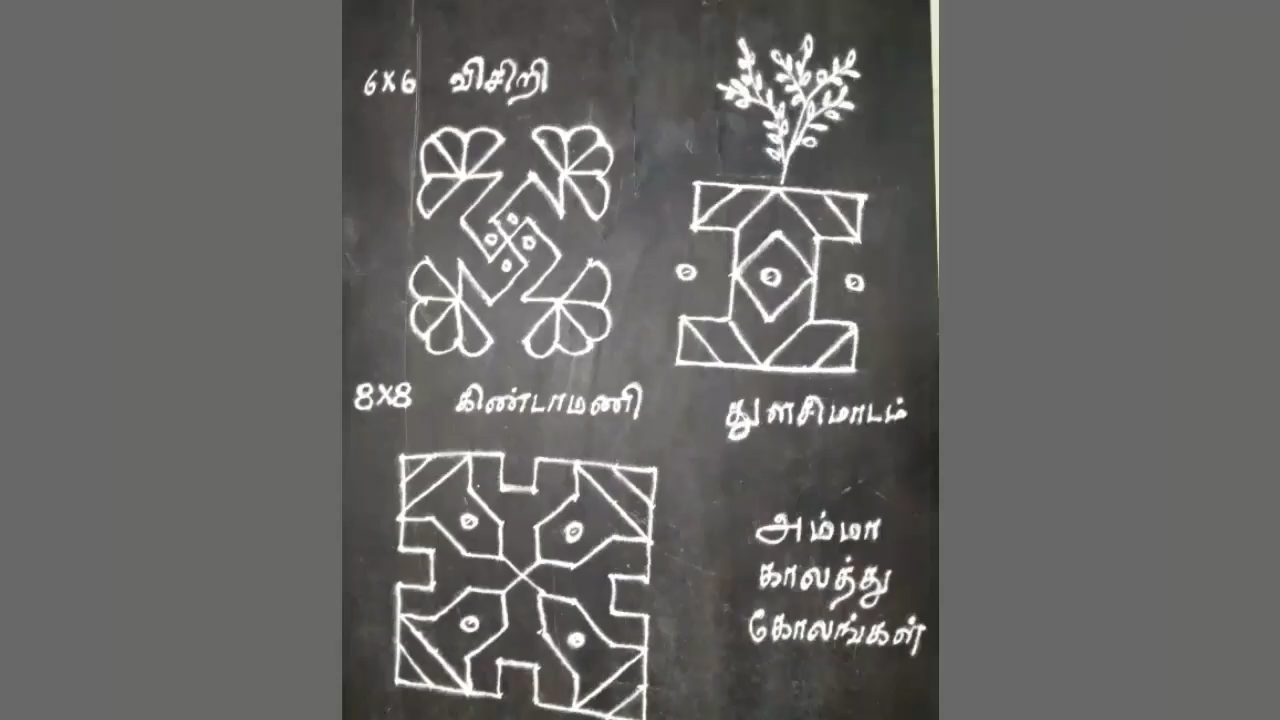 6x6 விசிறி
8x8 கிண்டாமணி
துளசிமாடம்
அம்மா
காலத்து
கோலங்கள்